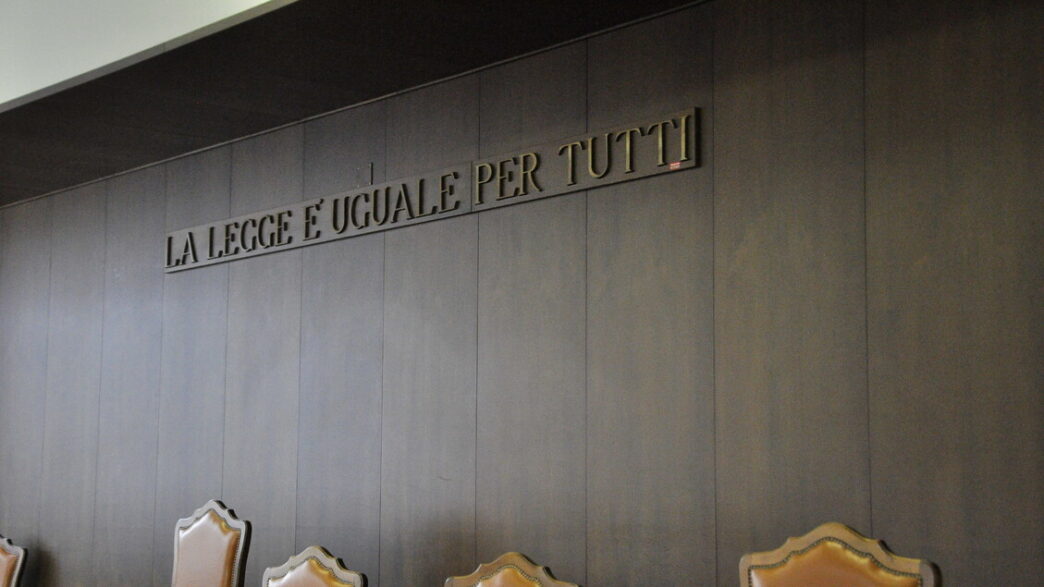 LA LEGGE E' UGUALE PER TUTTI